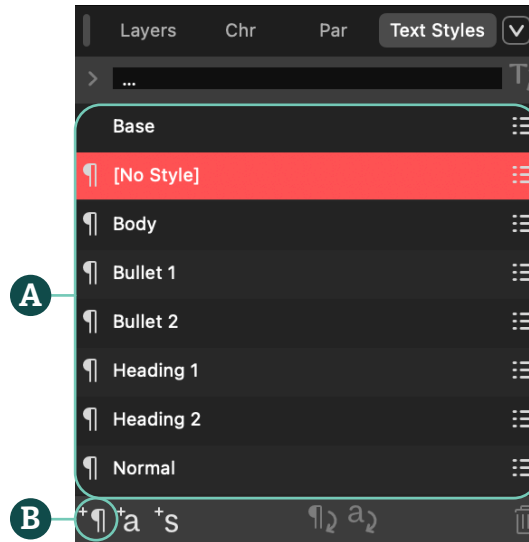 Layers Chr Par Text Styles
...
Base
¶ [No Style]
¶ Body
A
¶ Bullet 1
¶ Bullet 2
¶ Heading 1
¶ Heading 2
¶ Normal
B +¶ +a +s ¶ a